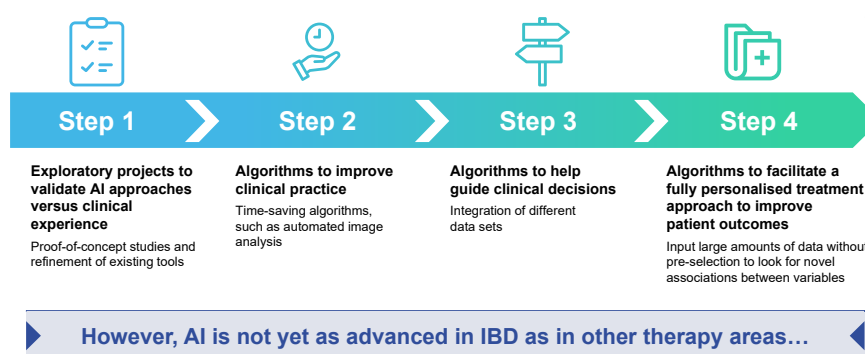 Step 1
Step 2
Step 3
Step 4
Exploratory projects to
validate AI approaches
versus clinical
experience
Proof-of-concept studies and
refinement of existing tools
Algorithms to improve
clinical practice
Time-saving algorithms,
such as automated image
analysis
Algorithms to help
guide clinical decisions
Integration of different
data sets
Algorithms to facilitate a
fully personalised treatment
approach to improve
patient outcomes
Input large amounts of data without
pre-selection to look for novel
associations between variables
However, AI is not yet as advanced in IBD as in other therapy areas…